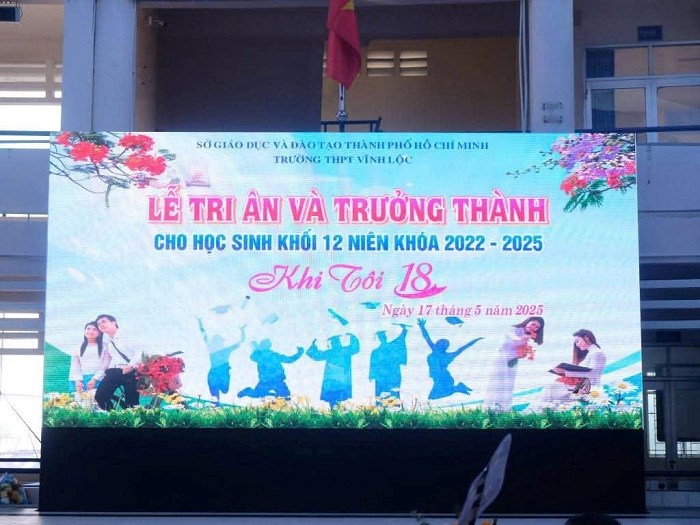 SỞ GIÁO DỤC VÀ ĐÀO TẠO THÀNH PHỐ HỒ CHÍ MINH
TRƯỜNG THPT VĨNH LỘC
LỄ TRI ÂN VÀ TRƯỞNG THÀNH
CHO HỌC SINH KHỐI 12 NIÊN KHÓA 2022 - 2025
Khi Tôi 18
Ngày 17 tháng 5 năm 2025